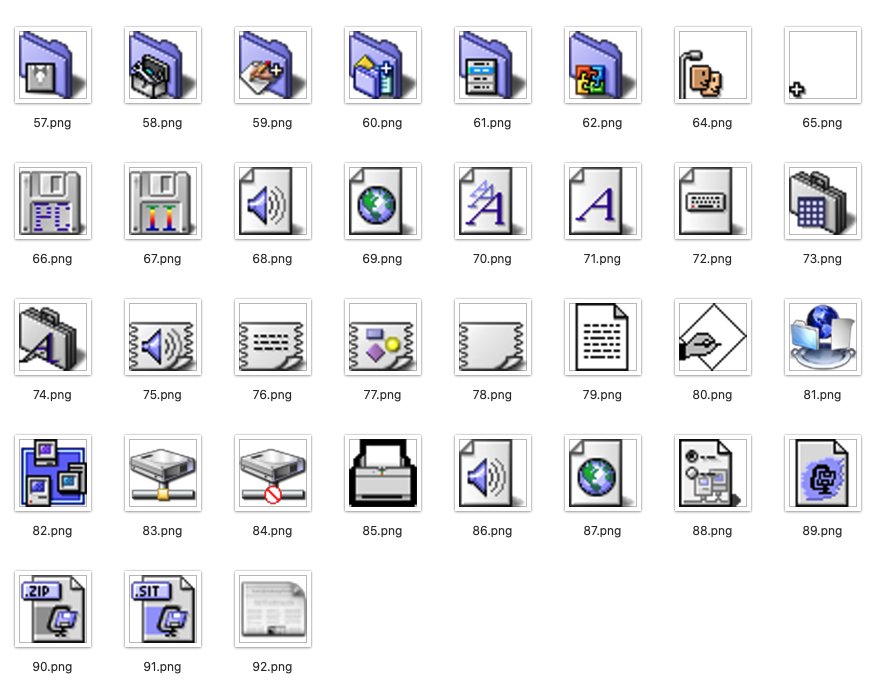 57.png 58.png 59.png 60.png 61.png 62.png 64.png 65.png
PC
66.png 67.png 68.png 69.png 70.png 71.png 72.png 73.png
74.png 75.png 76.png 77.png 78.png 79.png 80.png 81.png
82.png 83.png 84.png 85.png 86.png 87.png 88.png 89.png
.ZIP .SIT
90.png 91.png 92.png